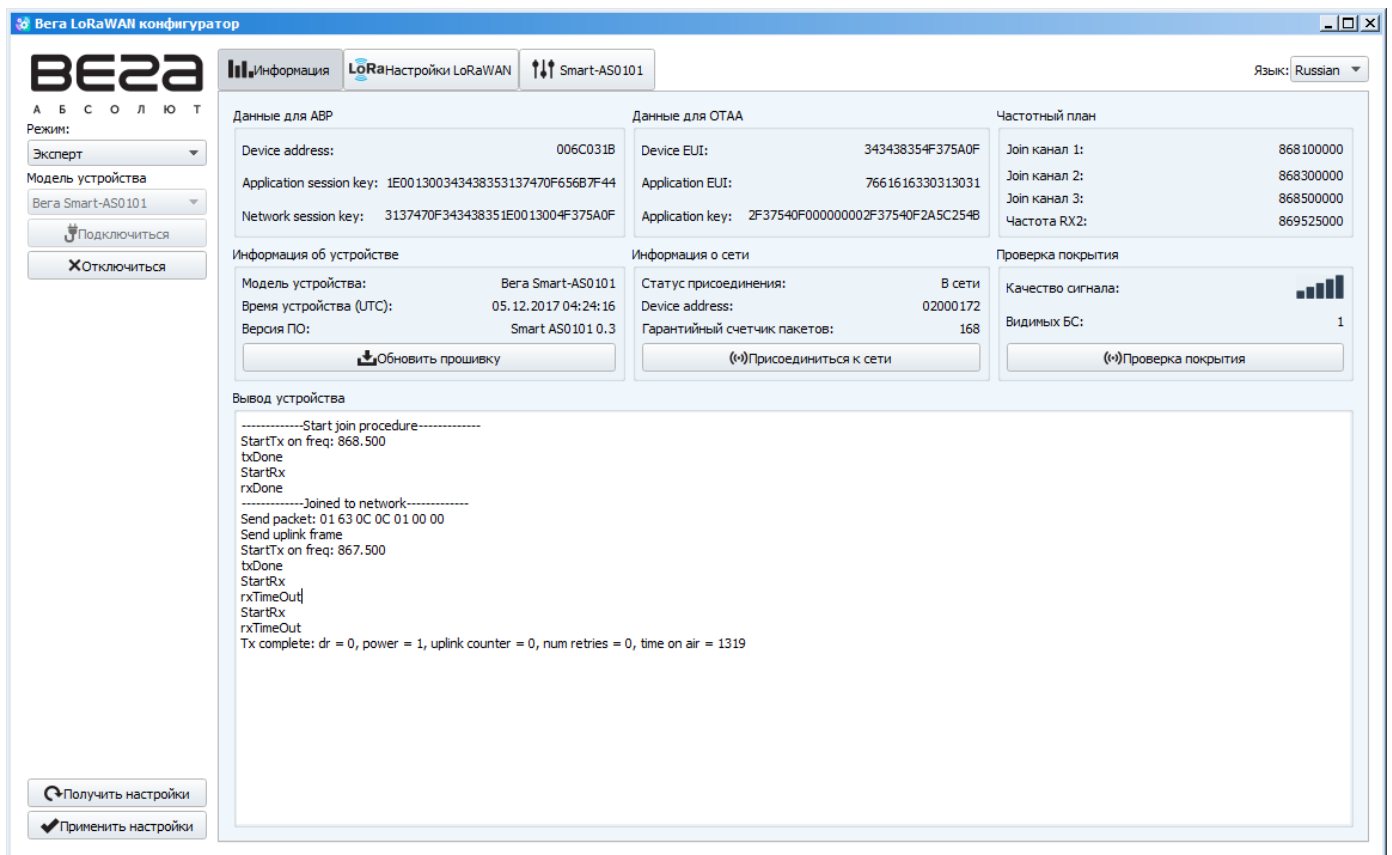 Вега LoRaWAN конфигуратор
ВЕГА
АБСОЛЮТ
Режим:
Эксперт
Модель устройства
Вега Smart-AS0101
Подключиться
Отключиться
Получить настройки
Применить настройки
Информация
LoRa Настройки LoRaWAN
Smart-AS0101
Язык: Russian
Данные для ABP
Device address: 006C031B
Application session key: 1E001300343438353137470F656B7F44
Network session key: 3137470F343438351E0013004F375A0F
Данные для OTAA
Device EUI: 343438354F375A0F
Application EUI: 7661616330313031
Application key: 2F37540F000000002F37540F2A5C254B
Частотный план
Join канал 1: 868100000
Join канал 2: 868300000
Join канал 3: 868500000
Частота RX2: 869525000
Информация об устройстве
Модель устройства: Вега Smart-AS0101
Время устройства (UTC): 05.12.2017 04:24:16
Версия ПО: Smart AS0101 0.3
Обновить прошивку
Информация о сети
Статус присоединения: В сети
Device address: 02000172
Гарантийный счетчик пакетов: 168
Присоединиться к сети
Проверка покрытия
Качество сигнала:
Видимых БС: 1
Проверка покрытия
Вывод устройства
-------------Start join procedure-------------
StartTx on freq: 868.500
txDone
StartRx
rxDone
-------------Joined to network-------------
Send packet: 01 63 0C 0C 01 00 00
Send uplink frame
StartTx on freq: 867.500
txDone
StartRx
rxTimeOut
StartRx
rxTimeOut
Tx complete: dr = 0, power = 1, uplink counter = 0, num retries = 0, time on air = 1319